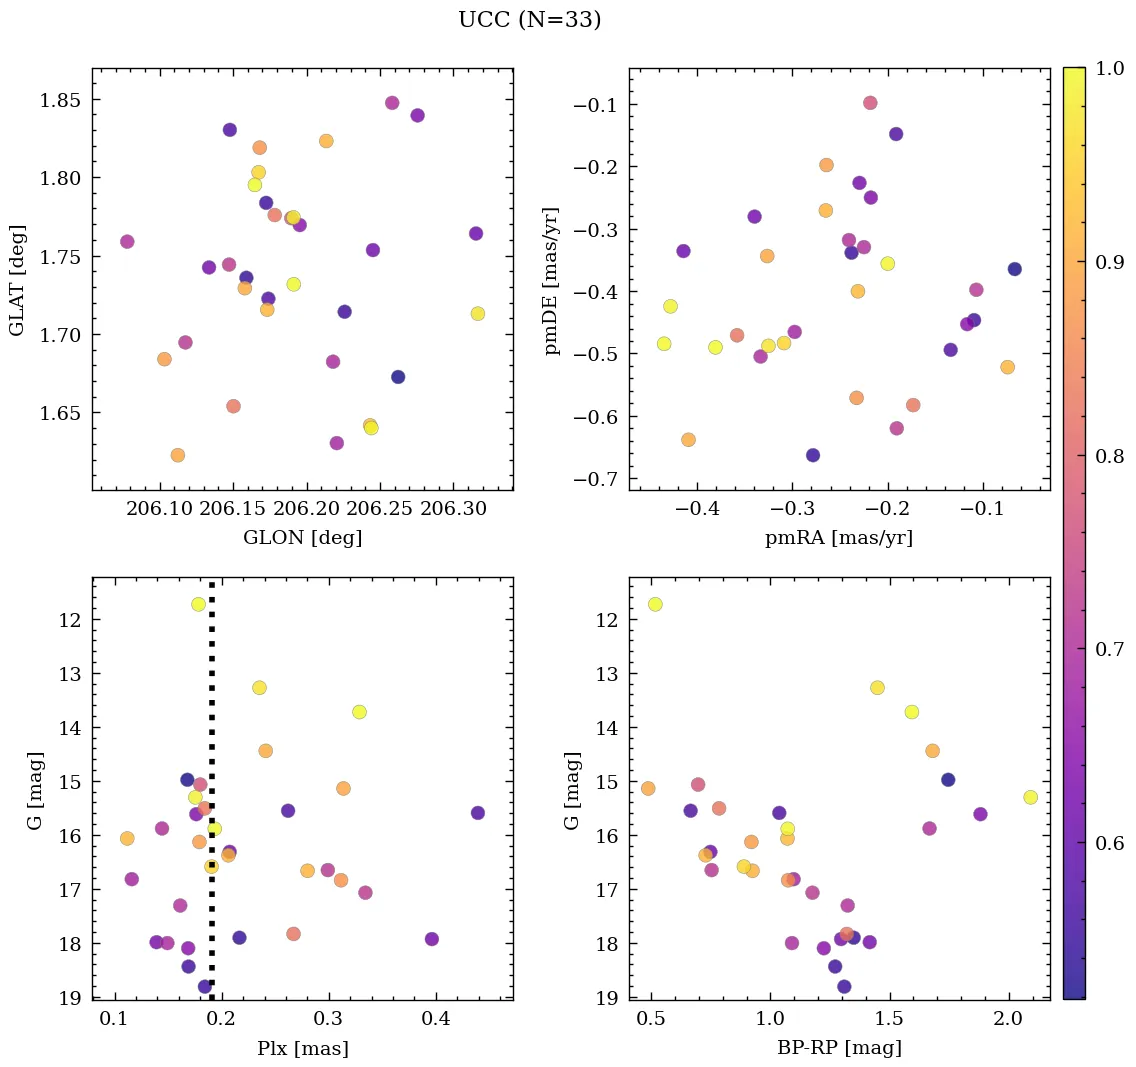 UCC (N=33)
1.85
1.80
1.75
1.70
1.65
GLAT [deg]
206.10 206.15 206.20 206.25 206.30
GLON [deg]
−0.1
−0.2
−0.3
−0.4
−0.5
−0.6
−0.7
pmDE [mas/yr]
−0.4 −0.3 −0.2 −0.1
pmRA [mas/yr]
1.0
0.9
0.8
0.7
0.6
12
13
14
15
16
17
18
19
G [mag]
0.1 0.2 0.3 0.4
Plx [mas]
12
13
14
15
16
17
18
19
G [mag]
0.5 1.0 1.5 2.0
BP-RP [mag]